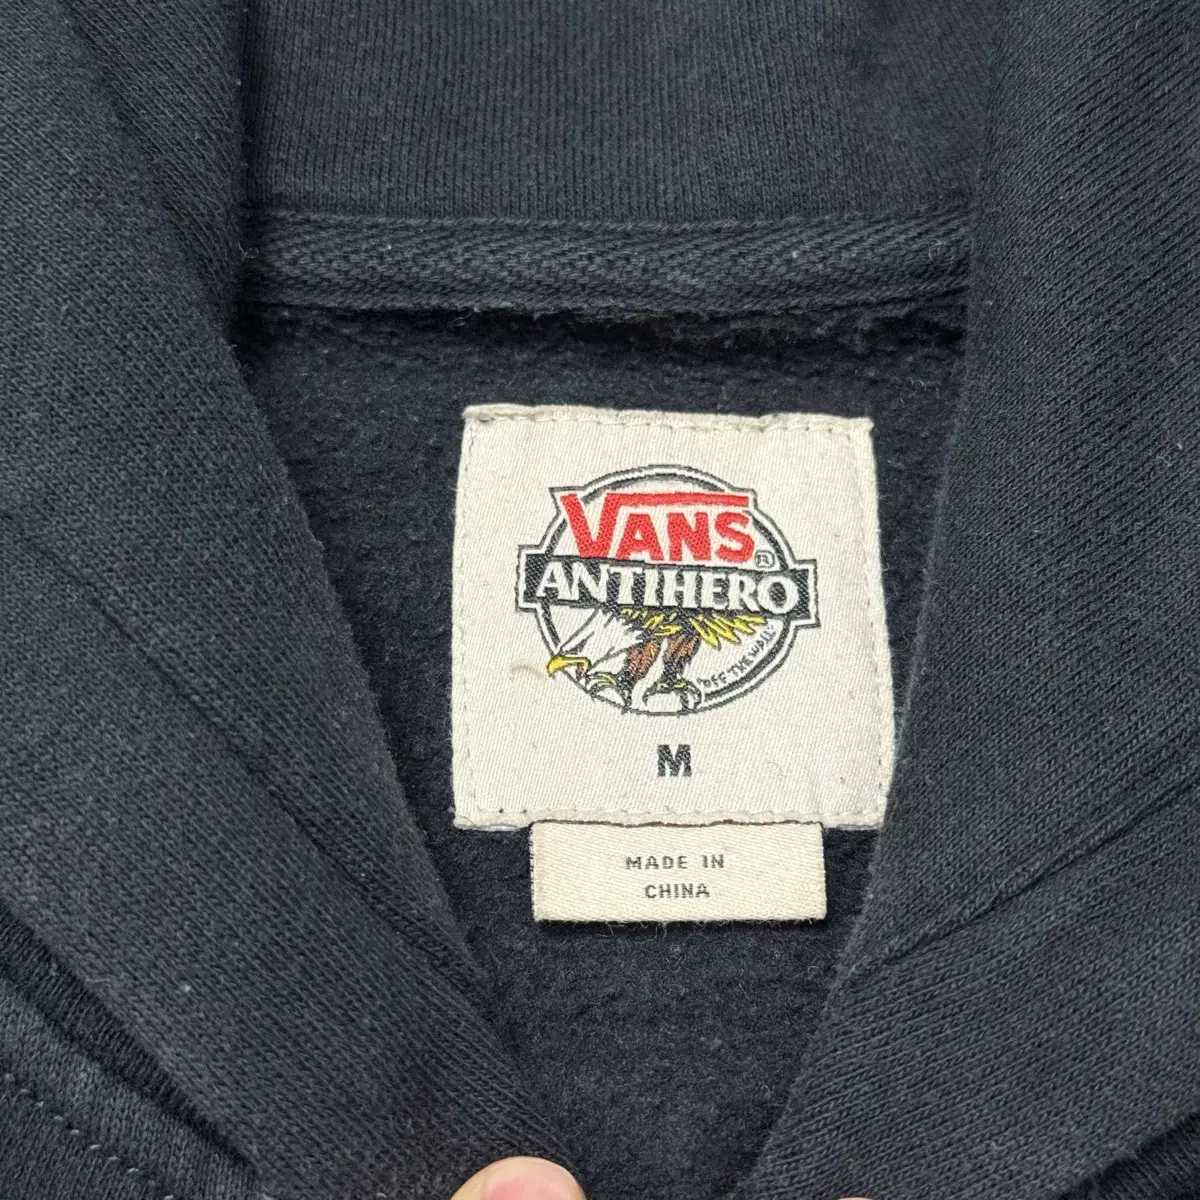 VANS®
ANTIHERO
"OFF THE WALL"
M
MADE IN
CHINA